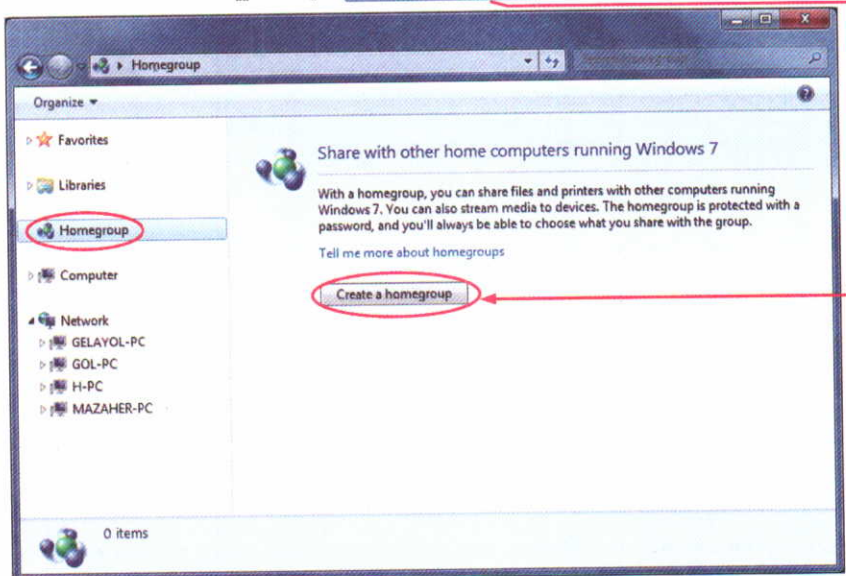 Homegroup
Organize
Favorites
Libraries
Homegroup
Computer
Network
GELAYOL-PC
GOL-PC
H-PC
MAZAHER-PC
Share with other home computers running Windows 7
With a homegroup, you can share files and printers with other computers running
Windows 7. You can also stream media to devices. The homegroup is protected with a
password, and you'll always be able to choose what you share with the group.
Tell me more about homegroups
Create a homegroup
0 items